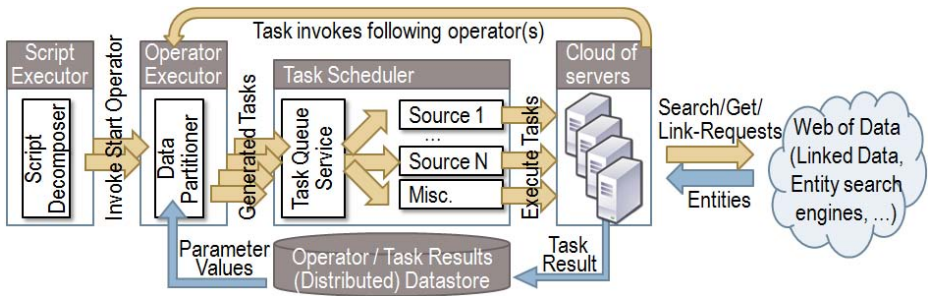 Task invokes following operator(s)
Script
Executor
Script
Decomposer
Invoke Start Operator
Operator
Executor
Data
Partitioner
Generated Tasks
Task Scheduler
Task Queue
Service
Source 1
...
Source N
Misc.
Execute Tasks
Cloud of
servers
Search/Get/
Link-Requests
Entities
Web of Data
(Linked Data,
Entity search
engines, ...)
Parameter
Values
Operator / Task Results
(Distributed) Datastore
Task
Result